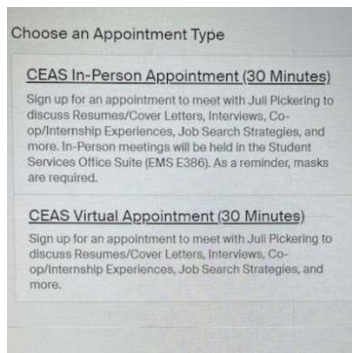 Choose an Appointment Type
CEAS In-Person Appointment (30 Minutes)
Sign up for an appointment to meet with Juli Pickering to
discuss Resumes/Cover Letters, Interviews, Co-
op/Internship Experiences, Job Search Strategies, and
more. In-Person meetings will be held in the Student
Services Office Suite (EMS E386). As a reminder, masks
are required.
CEAS Virtual Appointment (30 Minutes)
Sign up for an appointment to meet with Juli Pickering to
discuss Resumes/Cover Letters, Interviews, Co-
op/Internship Experiences, Job Search Strategies, and
more.